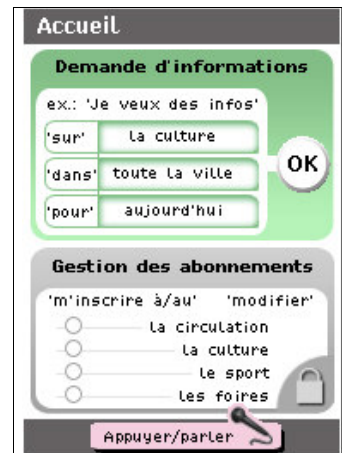 Accueil
Demande d'informations
ex.: 'Je veux des infos'
'sur' la culture
'dans' toute la ville
OK
'pour' aujourd'hui
Gestion des abonnements
'm'inscrire à/au' 'modifier'
la circulation
la culture
le sport
les foires
Appuyer/parler